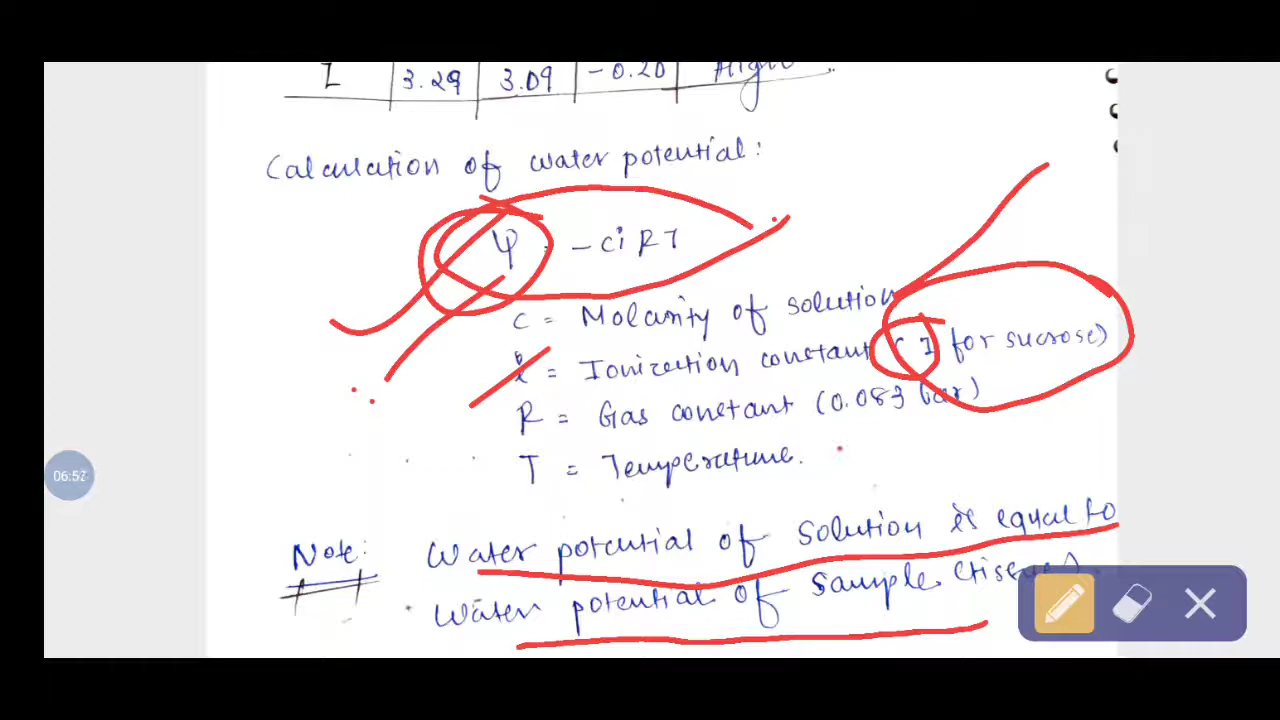 I 3.29 3.09 -0.20 High
Calculation of water potential:
ψ = -ciRT
C = Molarity of solution
i = Ionization constant (1 for sucrose)
R = Gas constant (0.083 bar)
T = Temperature.
Note: Water potential of solution is equal to
Water potential of sample
06:52